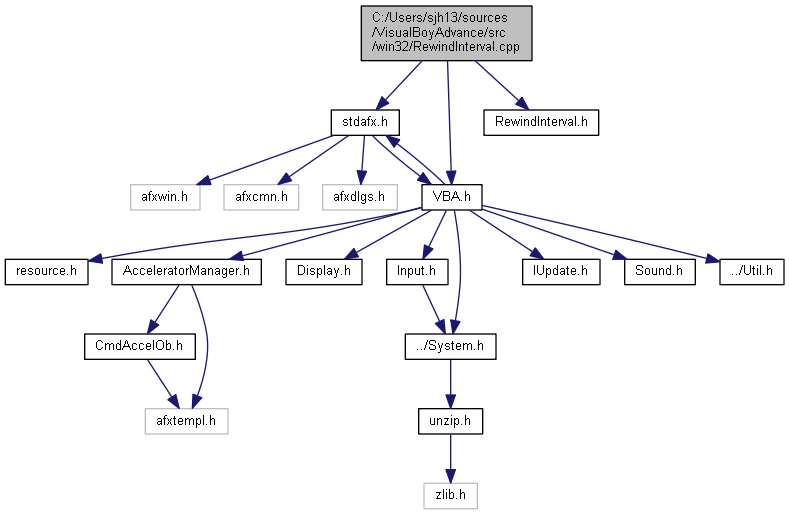 C:/Users/sjh13/sources
/VisualBoyAdvance/src
/win32/RewindInterval.cpp
stdafx.h
RewindInterval.h
afxwin.h
afxcmn.h
afxdlgs.h
VBA.h
resource.h
AcceleratorManager.h
Display.h
Input.h
IUpdate.h
Sound.h
../Util.h
CmdAccelOb.h
../System.h
afxtempl.h
unzip.h
zlib.h